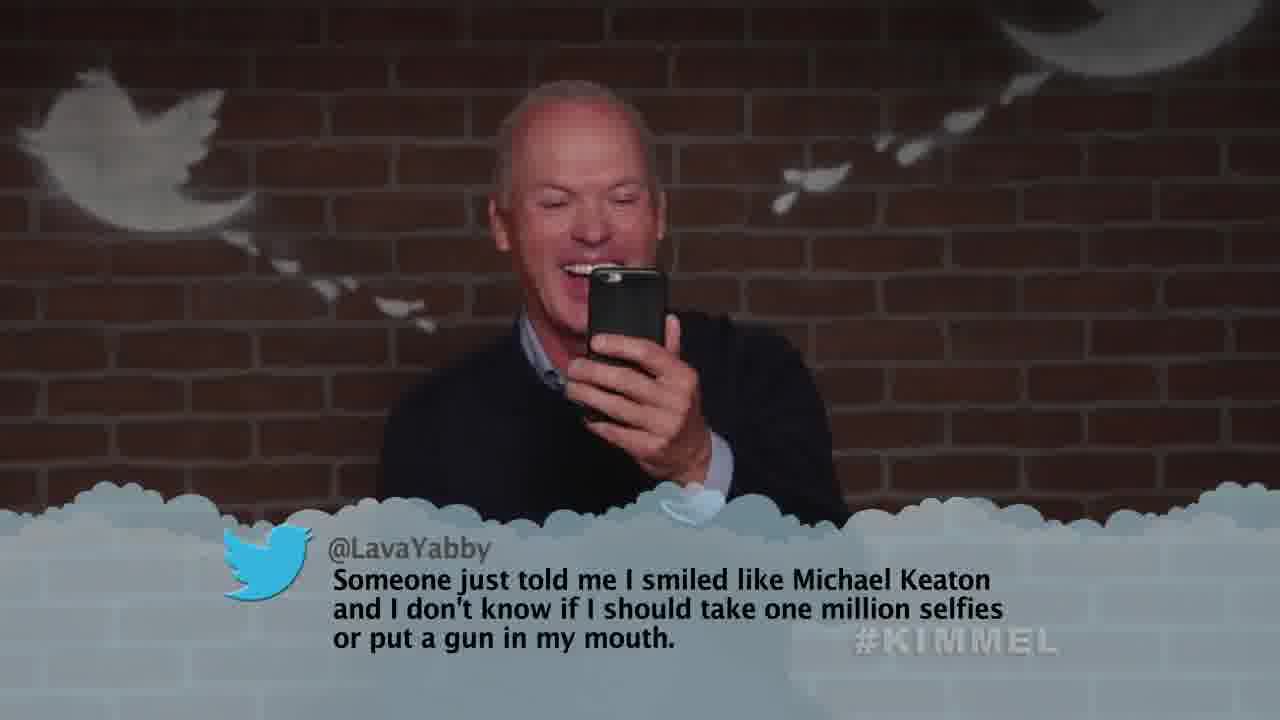 @LavaYabby
Someone just told me I smiled like Michael Keaton
and I don't know if I should take one million selfies
or put a gun in my mouth.
#KIMMEL